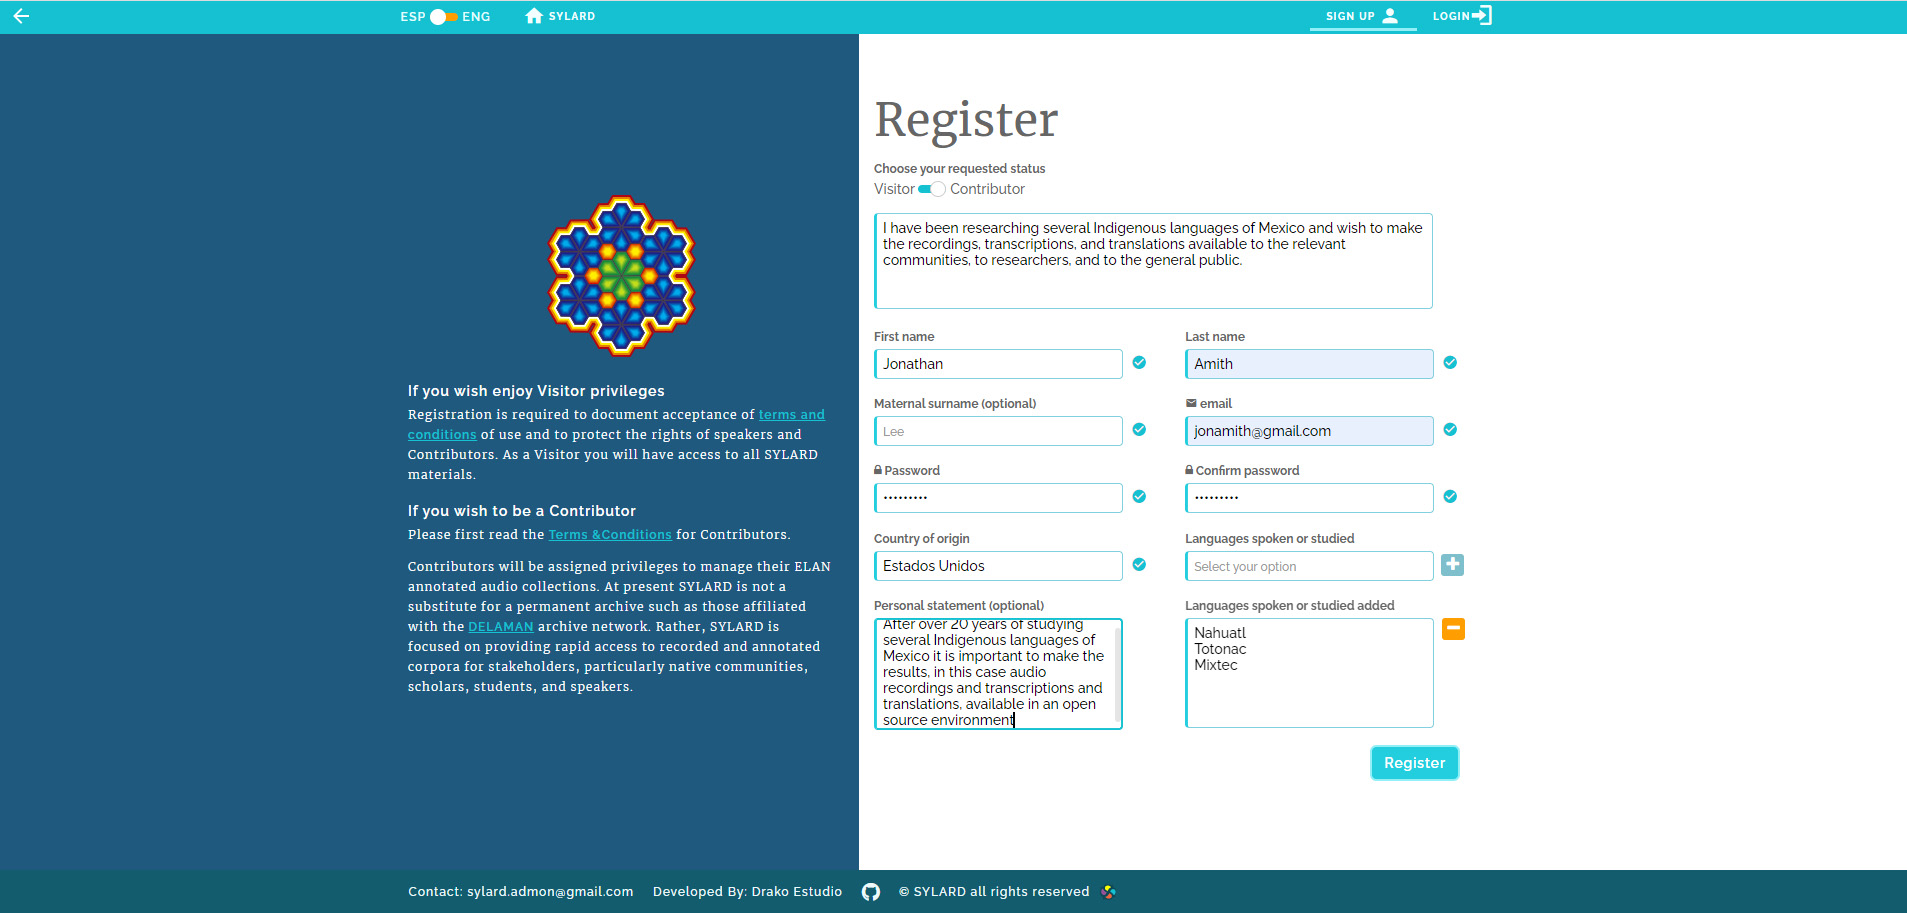 ESP ENG SYLARD SIGN UP LOGIN
If you wish enjoy Visitor privileges
Registration is required to document acceptance of terms and
conditions of use and to protect the rights of speakers and
Contributors. As a Visitor you will have access to all SYLARD
materials.
If you wish to be a Contributor
Please first read the Terms &Conditions for Contributors.
Contributors will be assigned privileges to manage their ELAN
annotated audio collections. At present SYLARD is not a
substitute for a permanent archive such as those affiliated
with the DELAMAN archive network. Rather, SYLARD is
focused on providing rapid access to recorded and annotated
corpora for stakeholders, particularly native communities,
scholars, students, and speakers.
Register
Choose your requested status
Visitor Contributor
I have been researching several Indigenous languages of Mexico and wish to make
the recordings, transcriptions, and translations available to the relevant
communities, to researchers, and to the general public.
First name Last name
Jonathan Amith
Maternal surname (optional) email
Lee jonamith@gmail.com
Password Confirm password
••••••••• •••••••••
Country of origin Languages spoken or studied
Estados Unidos Select your option
Personal statement (optional) Languages spoken or studied added
After over 20 years of studying
several Indigenous languages of
Mexico it is important to make the
results, in this case audio
recordings and transcriptions and
translations, available in an open
source environment
Nahuatl
Totonac
Mixtec
Register
Contact: sylard.admon@gmail.com Developed By: Drako Estudio © SYLARD all rights reserved